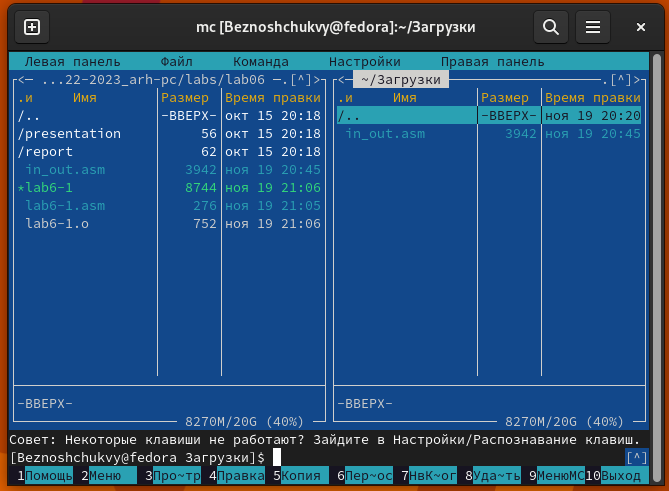 mc [Beznoshchukvy@fedora]:~/Загрузки
Левая панель Файл Команда Настройки Правая панель
<— ...22-2023_arh-pc/labs/lab06 —.[^]> <— ~/Загрузки —.[^]>
.и Имя Размер Время правки .и Имя Размер Время правки
/.. -ВВЕРХ- окт 15 20:18 /.. -ВВЕРХ- ноя 19 20:20
/presentation 56 окт 15 20:18 in_out.asm 3942 ноя 19 20:45
/report 62 окт 15 20:18
in_out.asm 3942 ноя 19 20:45
*lab6-1 8744 ноя 19 21:06
lab6-1.asm 276 ноя 19 21:05
lab6-1.o 752 ноя 19 21:06
-ВВЕРХ- -ВВЕРХ-
8270M/20G (40%) 8270M/20G (40%)
Совет: Некоторые клавиши не работают? Зайдите в Настройки/Распознавание клавиш.
[Beznoshchukvy@fedora Загрузки]$ [^]
1Помощь 2Меню 3Про~тр 4Правка 5Копия 6Пер~ос 7НвК~ог 8Уда~ть 9МенюМС 10Выход